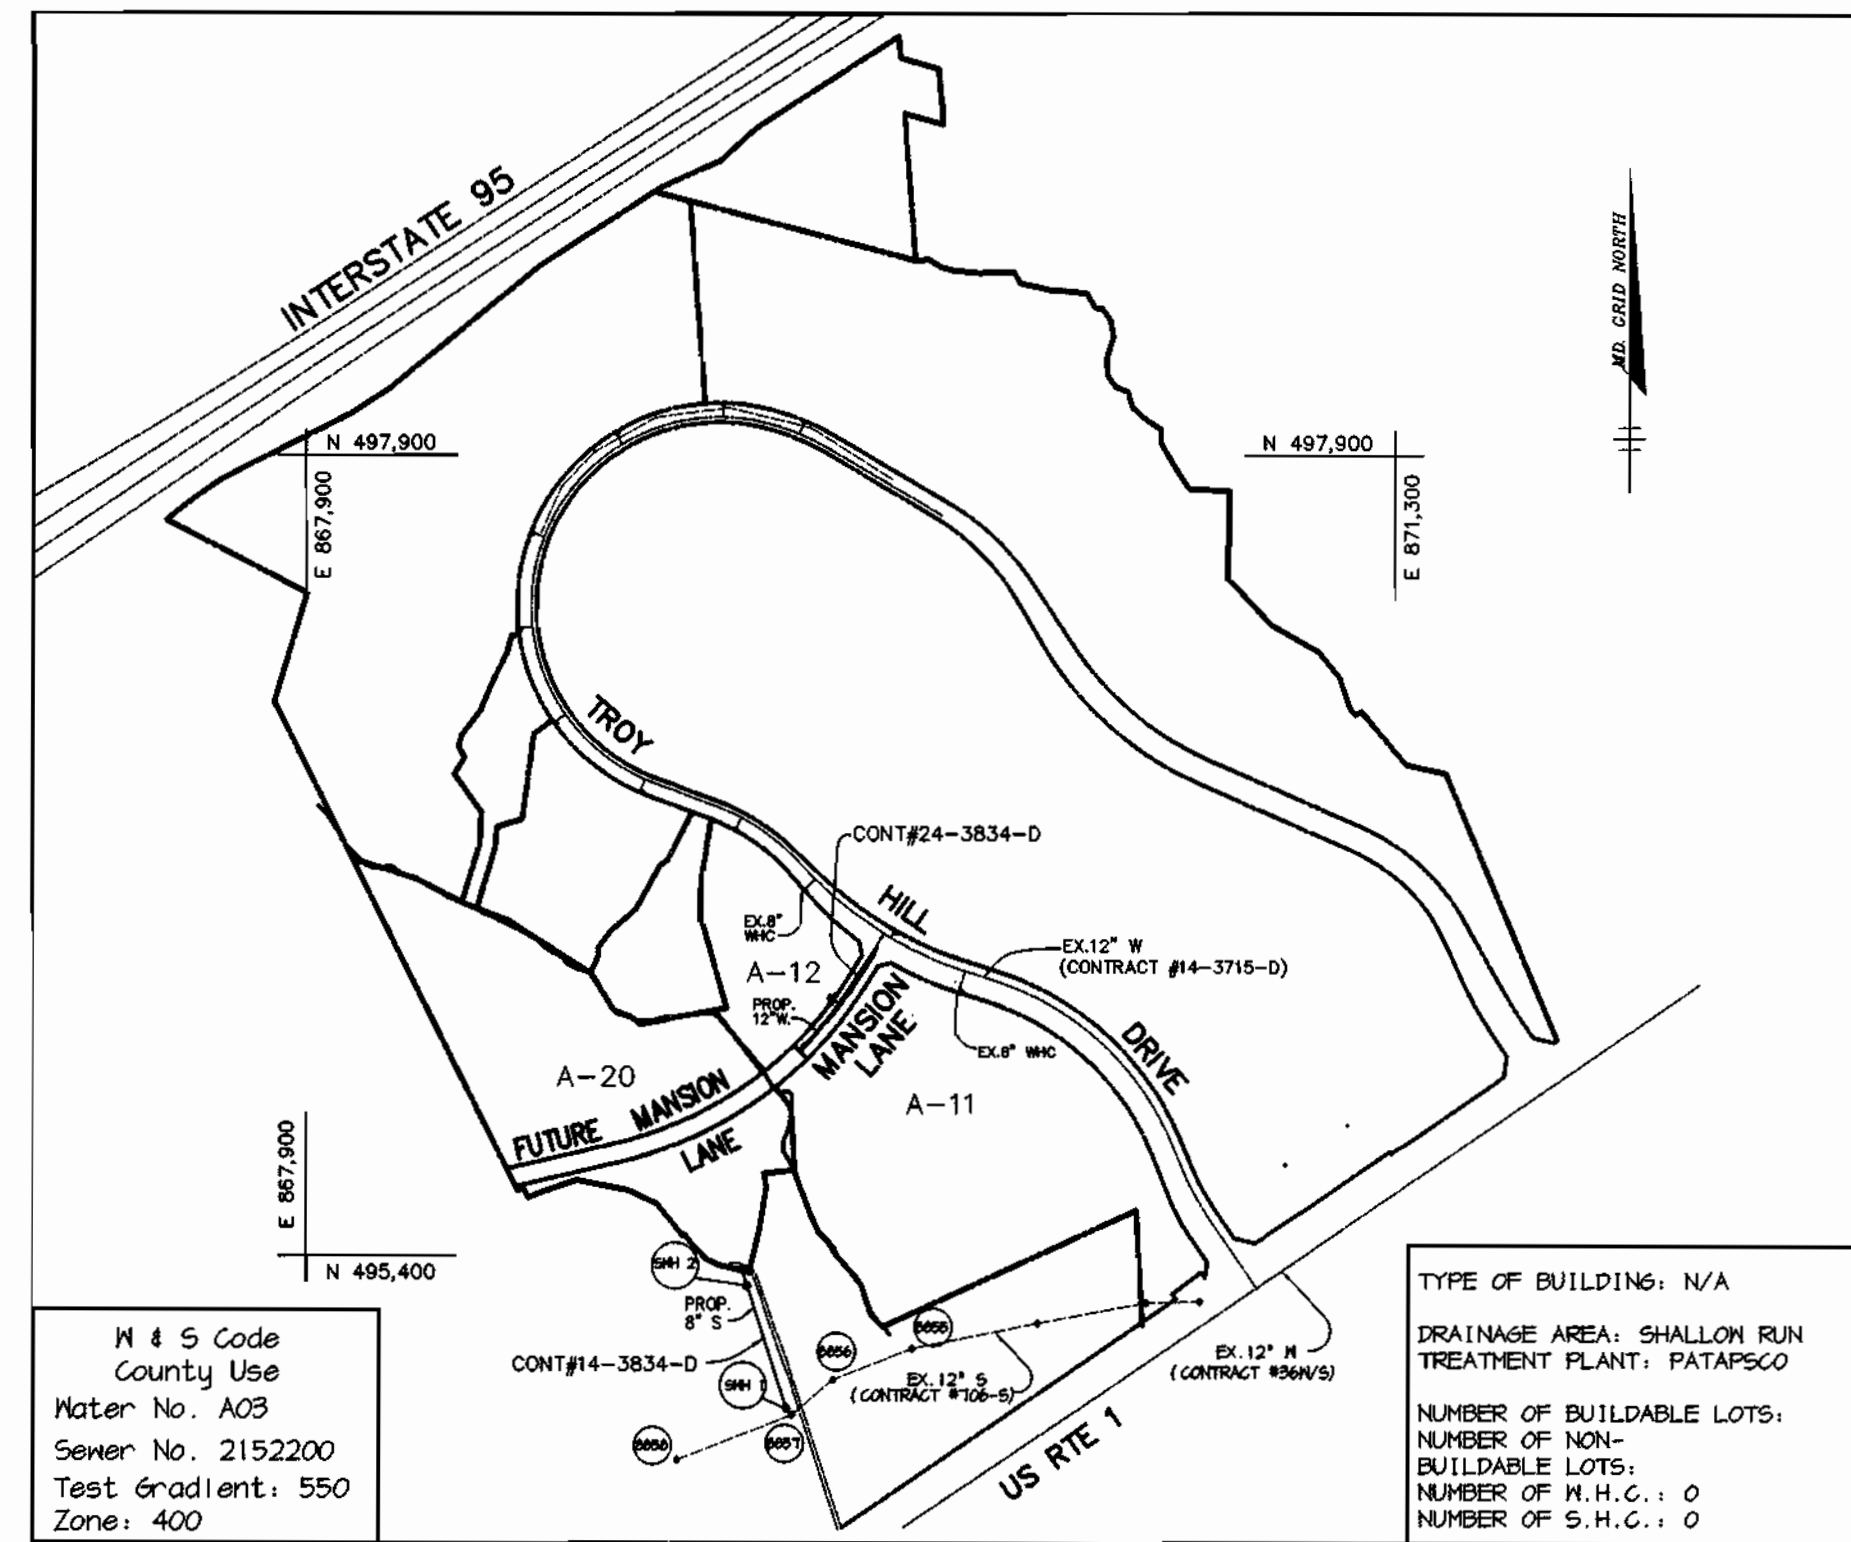 INTERSTATE 95
MD. GRID NORTH
N 497,900
E 867,900
N 497,900
E 871,300
TROY
HILL
DRIVE
CONT#24-3834-D
EX.8"
WHC
A-12
PROP.
12"W.
MANSION
LANE
EX.12" W
(CONTRACT #14-3715-D)
EX.8" WHC
A-20
A-11
FUTURE MANSION
LANE
E 867,900
N 495,400
SMH 2
PROP.
8" S
CONT#14-3834-D
SMH 1
EX.12" S
(CONTRACT #706-S)
EX.12" W
(CONTRACT #36W/S)
US RTE 1
W & S Code
County Use
Water No. A03
Sewer No. 2152200
Test Gradient: 550
Zone: 400
TYPE OF BUILDING: N/A
DRAINAGE AREA: SHALLOW RUN
TREATMENT PLANT: PATAPSCO
NUMBER OF BUILDABLE LOTS:
NUMBER OF NON-
BUILDABLE LOTS:
NUMBER OF W.H.C.: 0
NUMBER OF S.H.C.: 0